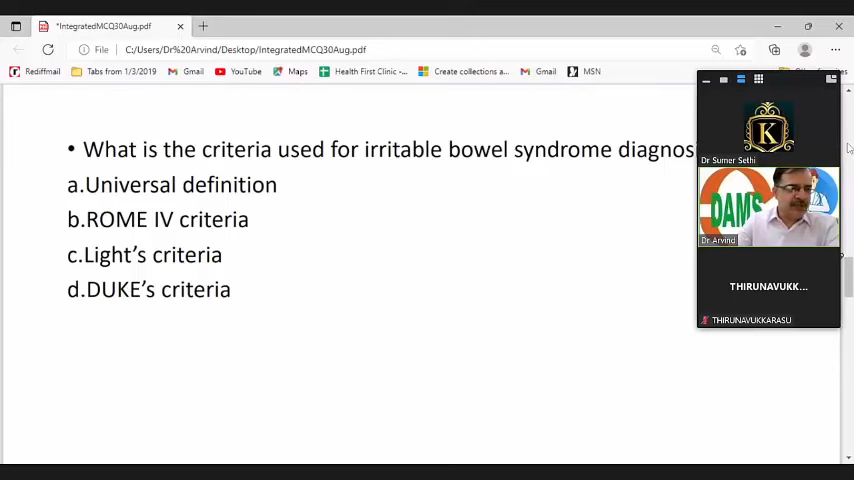 *IntegratedMCQ30Aug.pdf
File
C:/Users/Dr%20Arvind/Desktop/IntegratedMCQ30Aug.pdf
Rediffmail
Tabs from 1/3/2019
Gmail
YouTube
Maps
Health First Clinic -...
Create collections a...
Gmail
MSN
• What is the criteria used for irritable bowel syndrome diagnosi
a.Universal definition
b.ROME IV criteria
c.Light's criteria
d.DUKE's criteria
K
Dr Sumer Sethi
DAMS
Dr Arvind
THIRUNAVUKK...
THIRUNAVUKKARASU